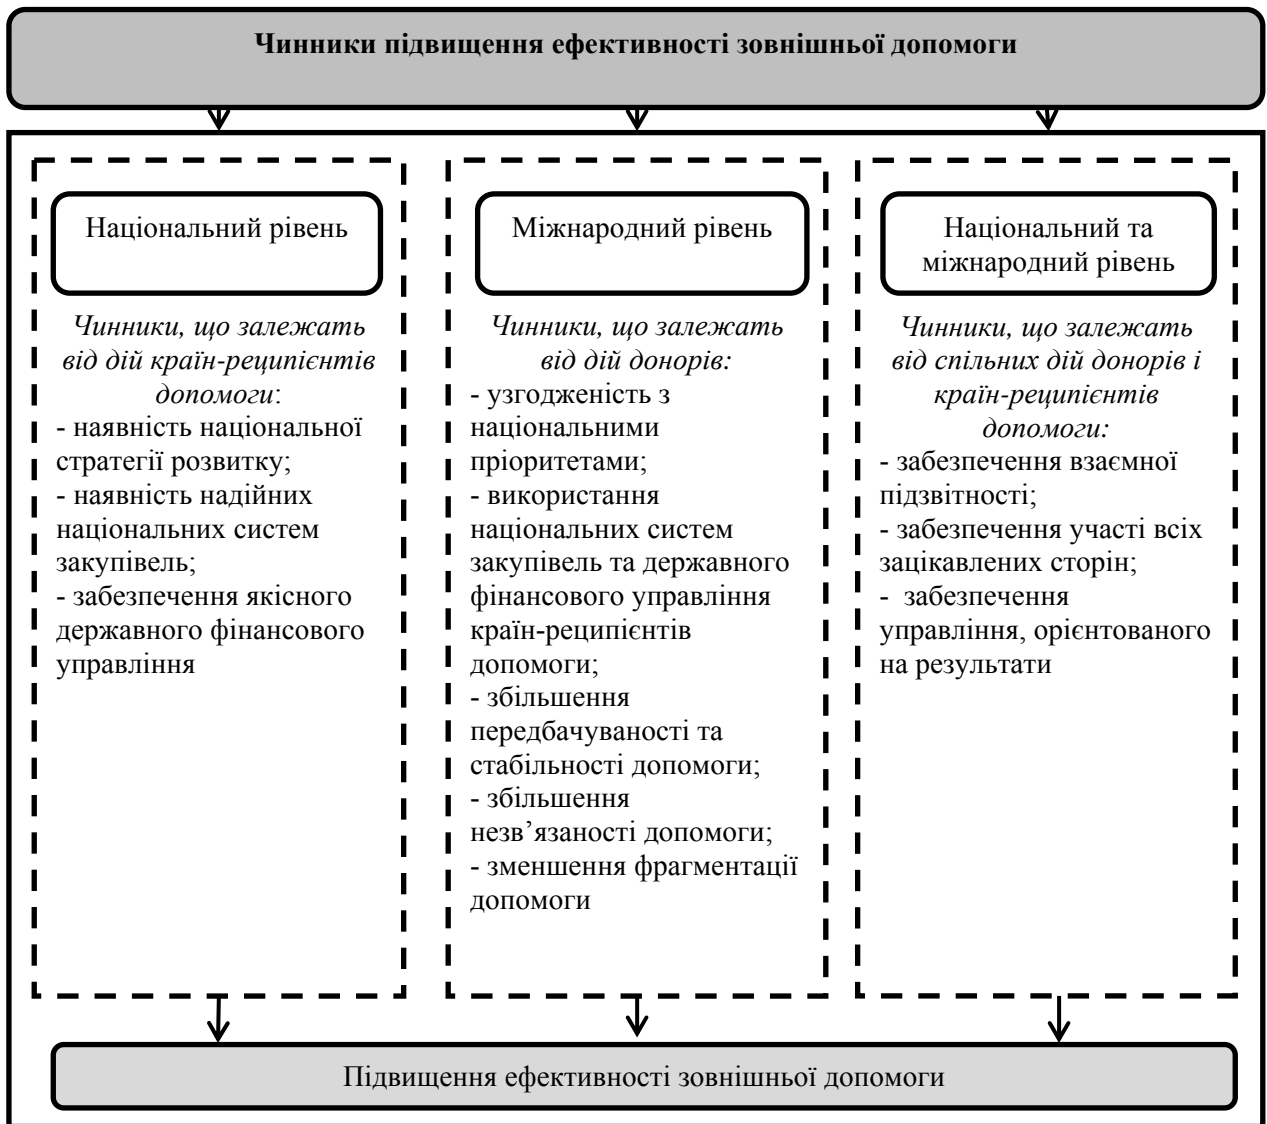 Чинники підвищення ефективності зовнішньої допомоги
Національний рівень
Чинники, що залежать
від дій країн-реципієнтів
допомоги:
- наявність національної
стратегії розвитку;
- наявність надійних
національних систем
закупівель;
- забезпечення якісного
державного фінансового
управління
Міжнародний рівень
Чинники, що залежать
від дій донорів:
- узгодженість з
національними
пріоритетами;
- використання
національних систем
закупівель та державного
фінансового управління
країн-реципієнтів
допомоги;
- збільшення
передбачуваності та
стабільності допомоги;
- збільшення
незв’язаності допомоги;
- зменшення фрагментації
допомоги
Національний та
міжнародний рівень
Чинники, що залежать
від спільних дій донорів і
країн-реципієнтів
допомоги:
- забезпечення взаємної
підзвітності;
- забезпечення участі всіх
зацікавлених сторін;
- забезпечення
управління, орієнтованого
на результати
Підвищення ефективності зовнішньої допомоги